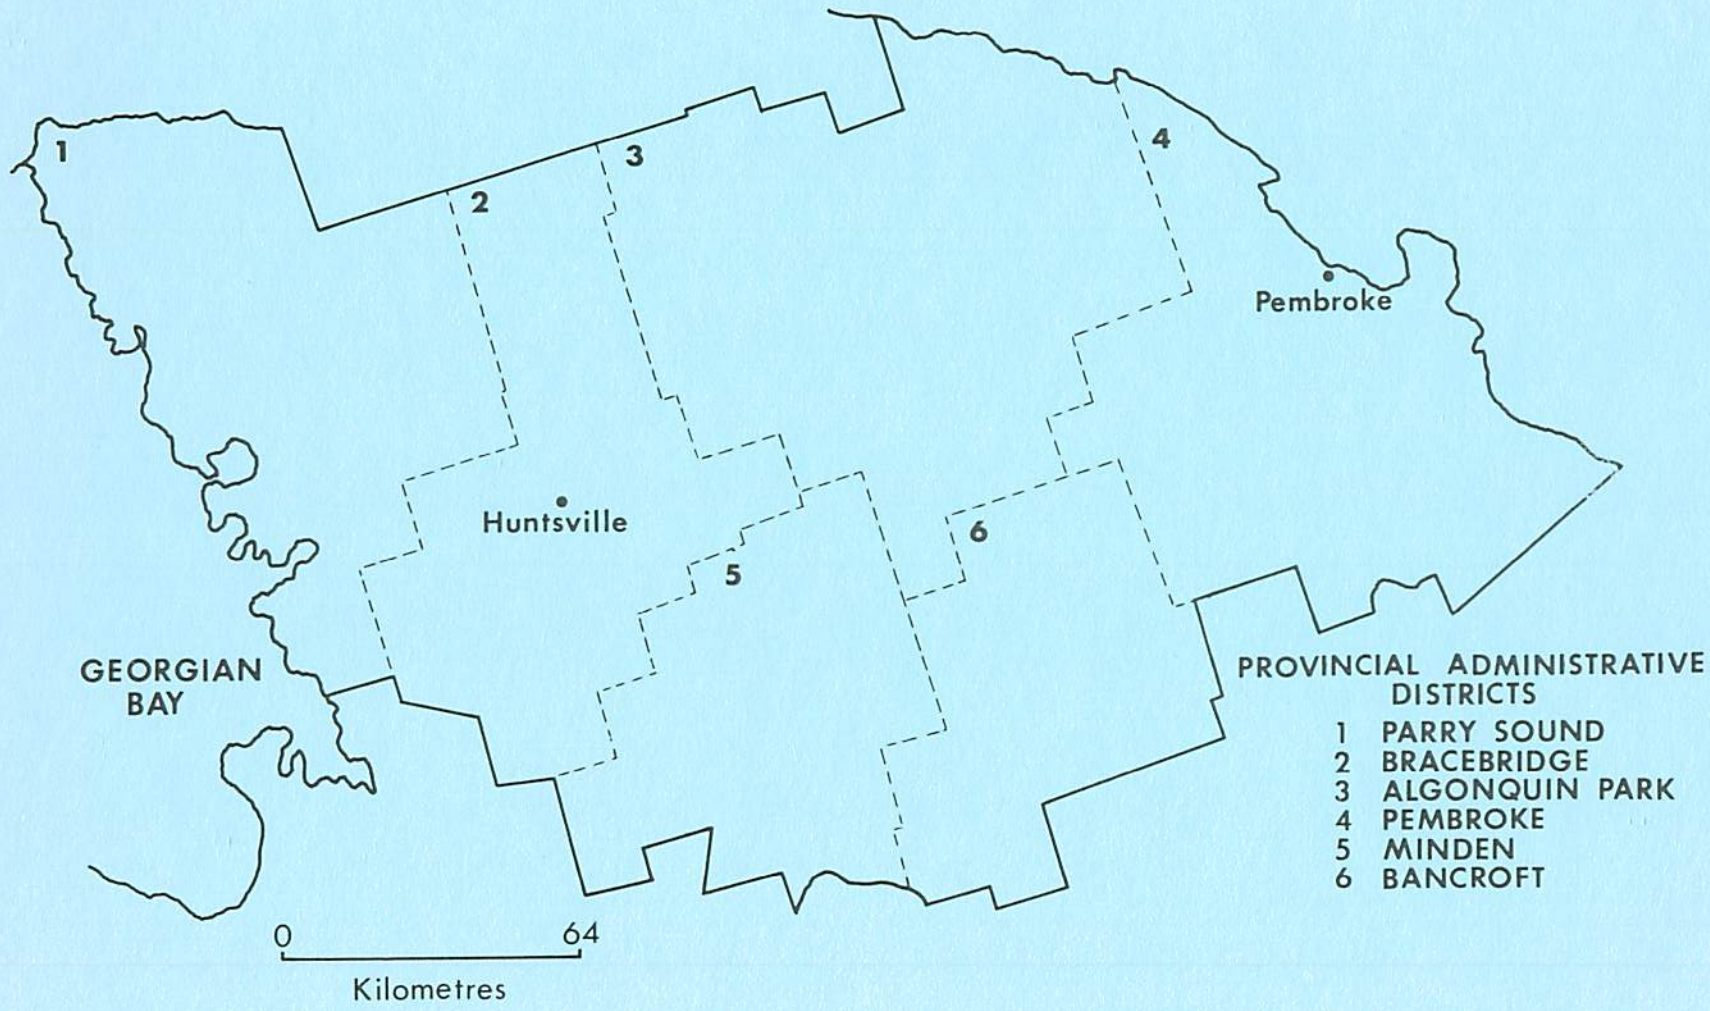 1
2
3
4
Pembroke
Huntsville
5
6
GEORGIAN
BAY
0 64
Kilometres
PROVINCIAL ADMINISTRATIVE
DISTRICTS
1 PARRY SOUND
2 BRACEBRIDGE
3 ALGONQUIN PARK
4 PEMBROKE
5 MINDEN
6 BANCROFT